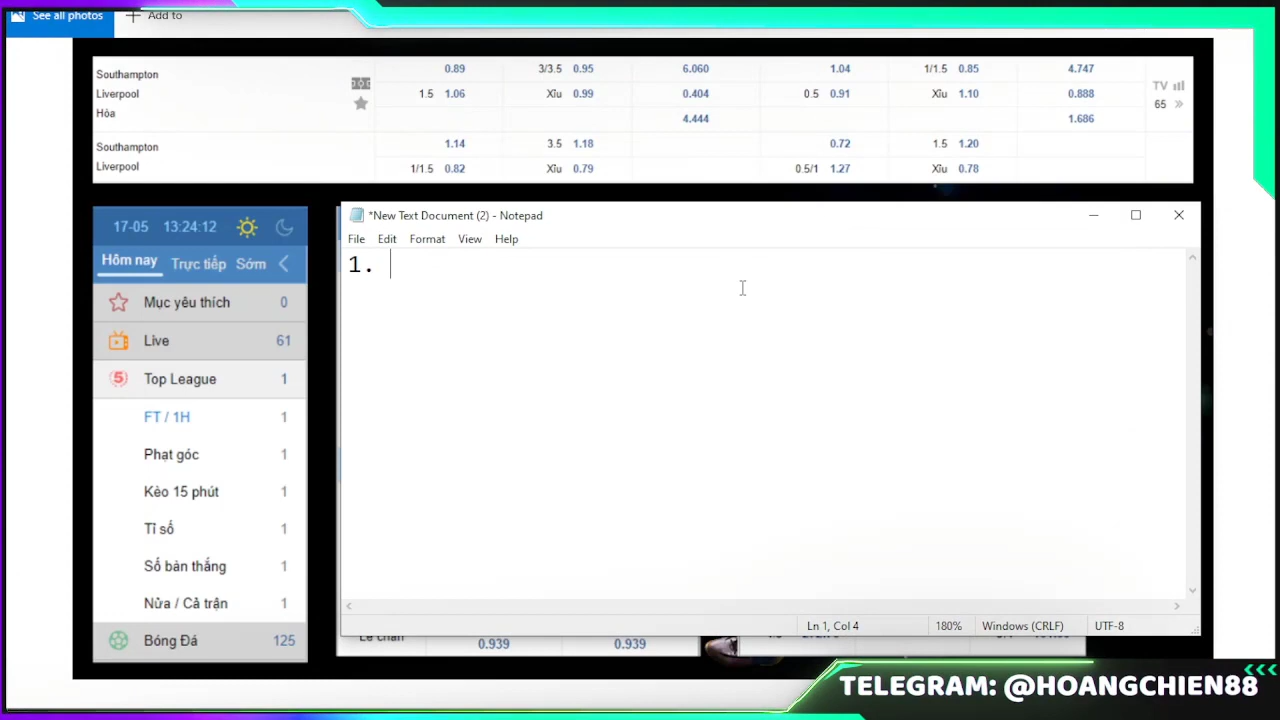 See all photos + Add to
Southampton 0.89 3/3.5 0.95 6.060 1.04 1/1.5 0.85 4.747
Liverpool 1.5 1.06 Xỉu 0.99 0.404 0.5 0.91 Xỉu 1.10 0.888 TV
Hòa 4.444 1.686 65 »
Southampton 1.14 3.5 1.18 0.72 1.5 1.20
Liverpool 1/1.5 0.82 Xỉu 0.79 0.5/1 1.27 Xỉu 0.78
17-05 13:24:12
Hôm nay Trực tiếp Sớm
Mục yêu thích 0
Live 61
5 Top League 1
FT / 1H 1
Phạt góc 1
Kèo 15 phút 1
Tỉ số 1
Số bàn thắng 1
Nửa / Cả trận 1
Bóng Đá 125
*New Text Document (2) - Notepad
File Edit Format View Help
1.
Ln 1, Col 4 180% Windows (CRLF) UTF-8
0.939 0.939
TELEGRAM: @HOANGCHIEN88